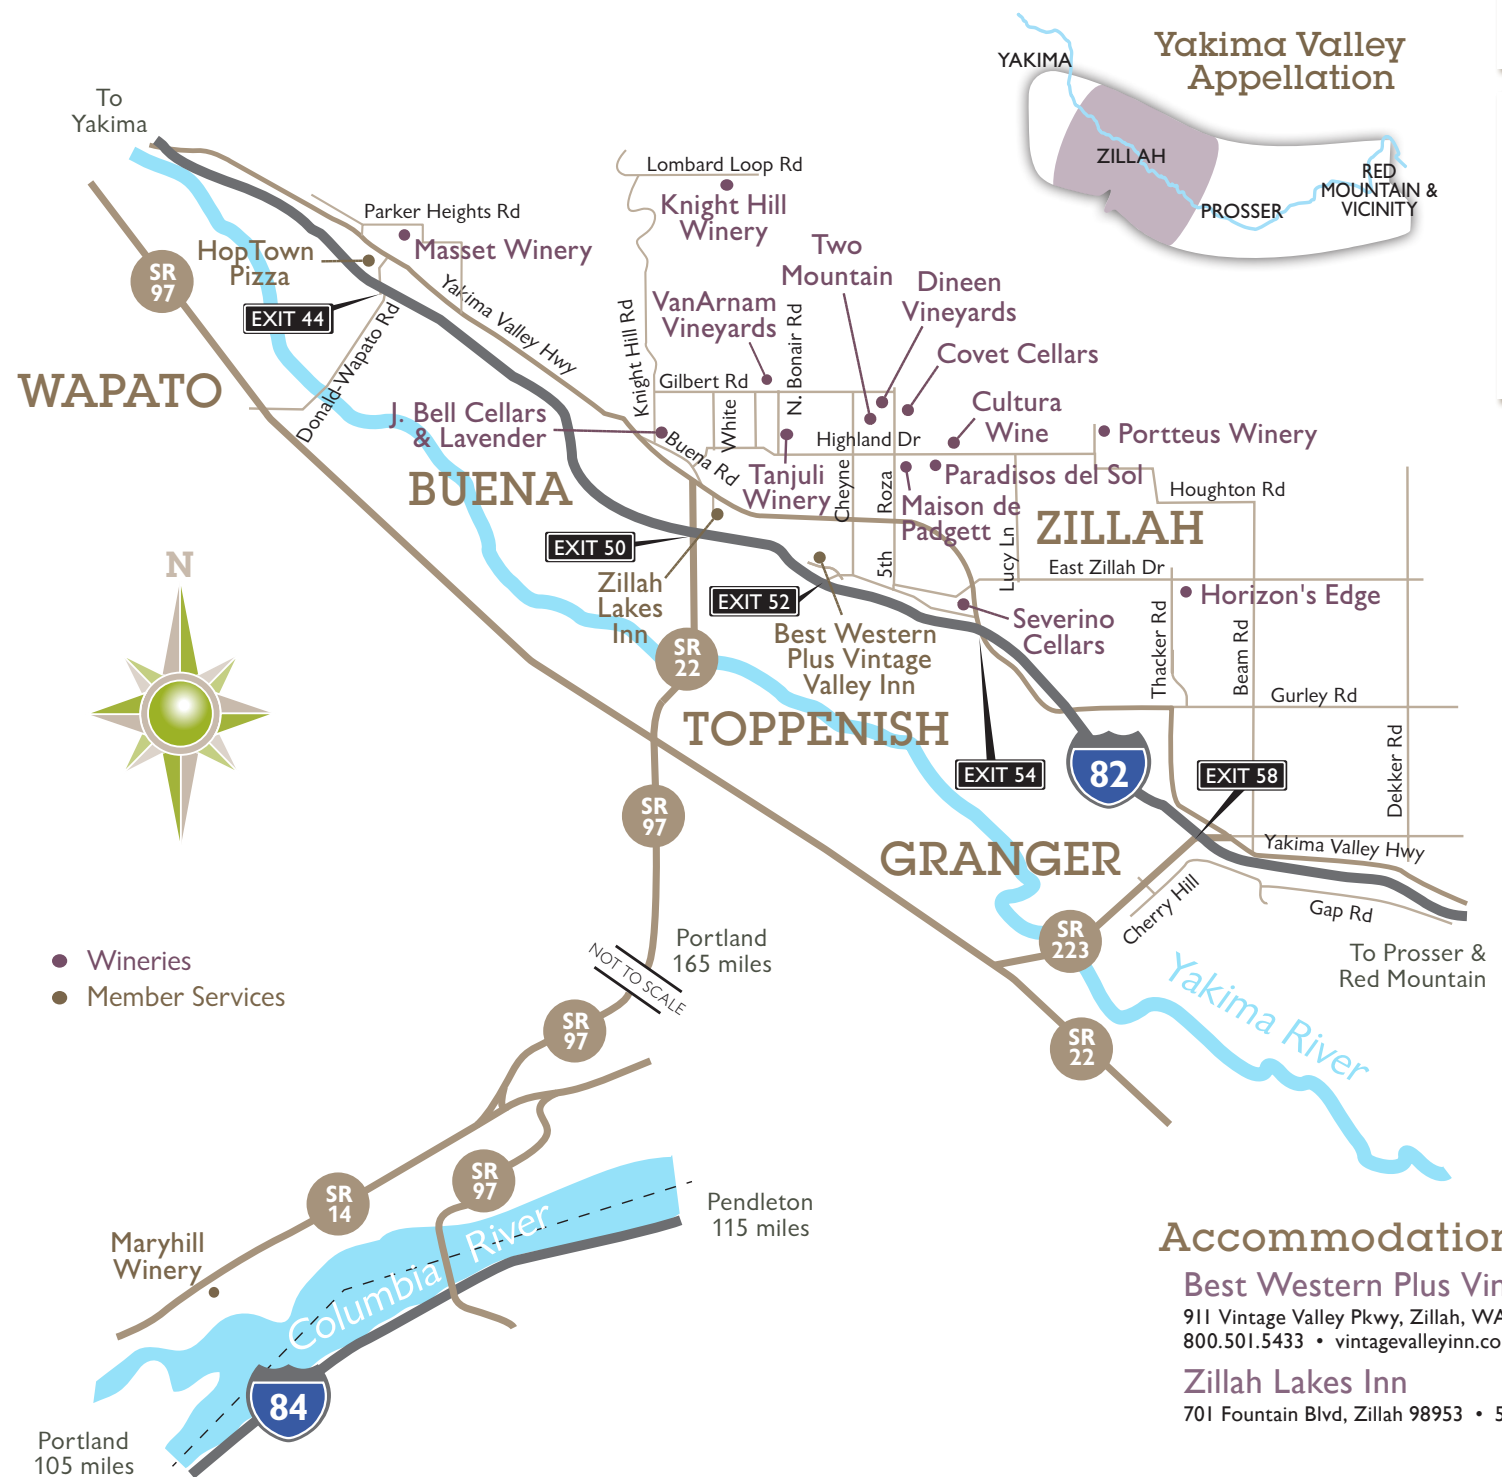 Yakima Valley
Appellation
YAKIMA
ZILLAH
PROSSER
RED
MOUNTAIN &
VICINITY
To
Yakima
Lombard Loop Rd
Knight Hill
Winery
Parker Heights Rd
Masset Winery
HopTown
Pizza
SR
97
EXIT 44
Yakima Valley Hwy
Donald-Wapato Rd
WAPATO
Two
Mountain
Dineen
Vineyards
VanArnam
Vineyards
Knight Hill Rd
N. Bonair Rd
Covet Cellars
Gilbert Rd
White
J. Bell Cellars
& Lavender
Buena Rd
Cultura
Wine
Highland Dr
Portteus Winery
Tanjuli
Winery
Cheyne
Roza
Paradisos del Sol
Maison de
Padgett
Houghton Rd
BUENA
ZILLAH
EXIT 50
5th
Lucy Ln
East Zillah Dr
N
Zillah
Lakes
Inn
EXIT 52
Horizon's Edge
Severino
Cellars
Best Western
Plus Vintage
Valley Inn
Thacker Rd
Beam Rd
SR
22
Gurley Rd
TOPPENISH
Dekker Rd
82
EXIT 54
EXIT 58
SR
97
Yakima Valley Hwy
GRANGER
Cherry Hill
Gap Rd
SR
223
To Prosser &
Red Mountain
Wineries
Member Services
Portland
165 miles
NOT TO SCALE
Yakima River
SR
97
SR
22
SR
97
SR
14
Pendleton
115 miles
Maryhill
Winery
Columbia River
84
Portland
105 miles
Accommodation
Best Western Plus Vin
911 Vintage Valley Pkwy, Zillah, WA
800.501.5433 • vintagevalleyinn.co
Zillah Lakes Inn
701 Fountain Blvd, Zillah 98953 • 5